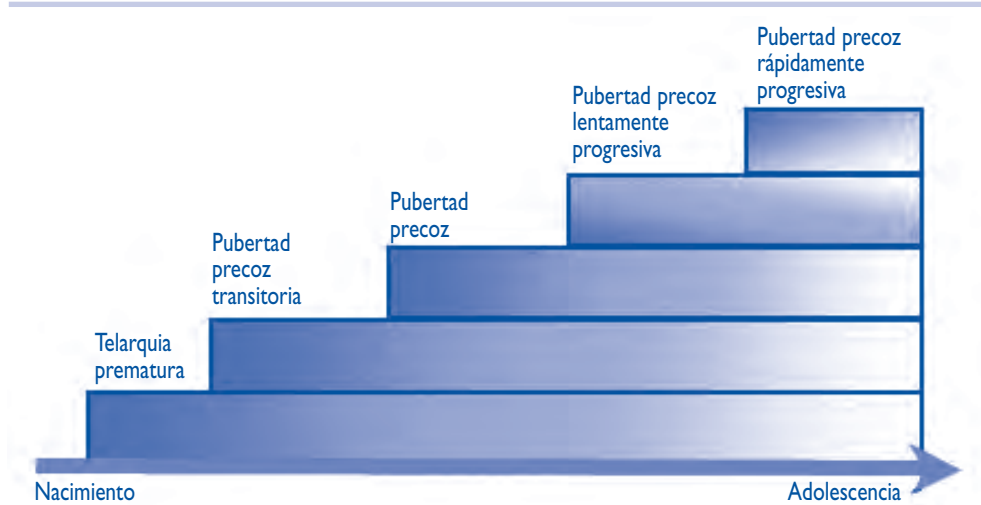 Pubertad precoz
rápidamente
progresiva
Pubertad precoz
lentamente
progresiva
Pubertad
precoz
Pubertad
precoz
transitoria
Telarquia
prematura
Nacimiento
Adolescencia